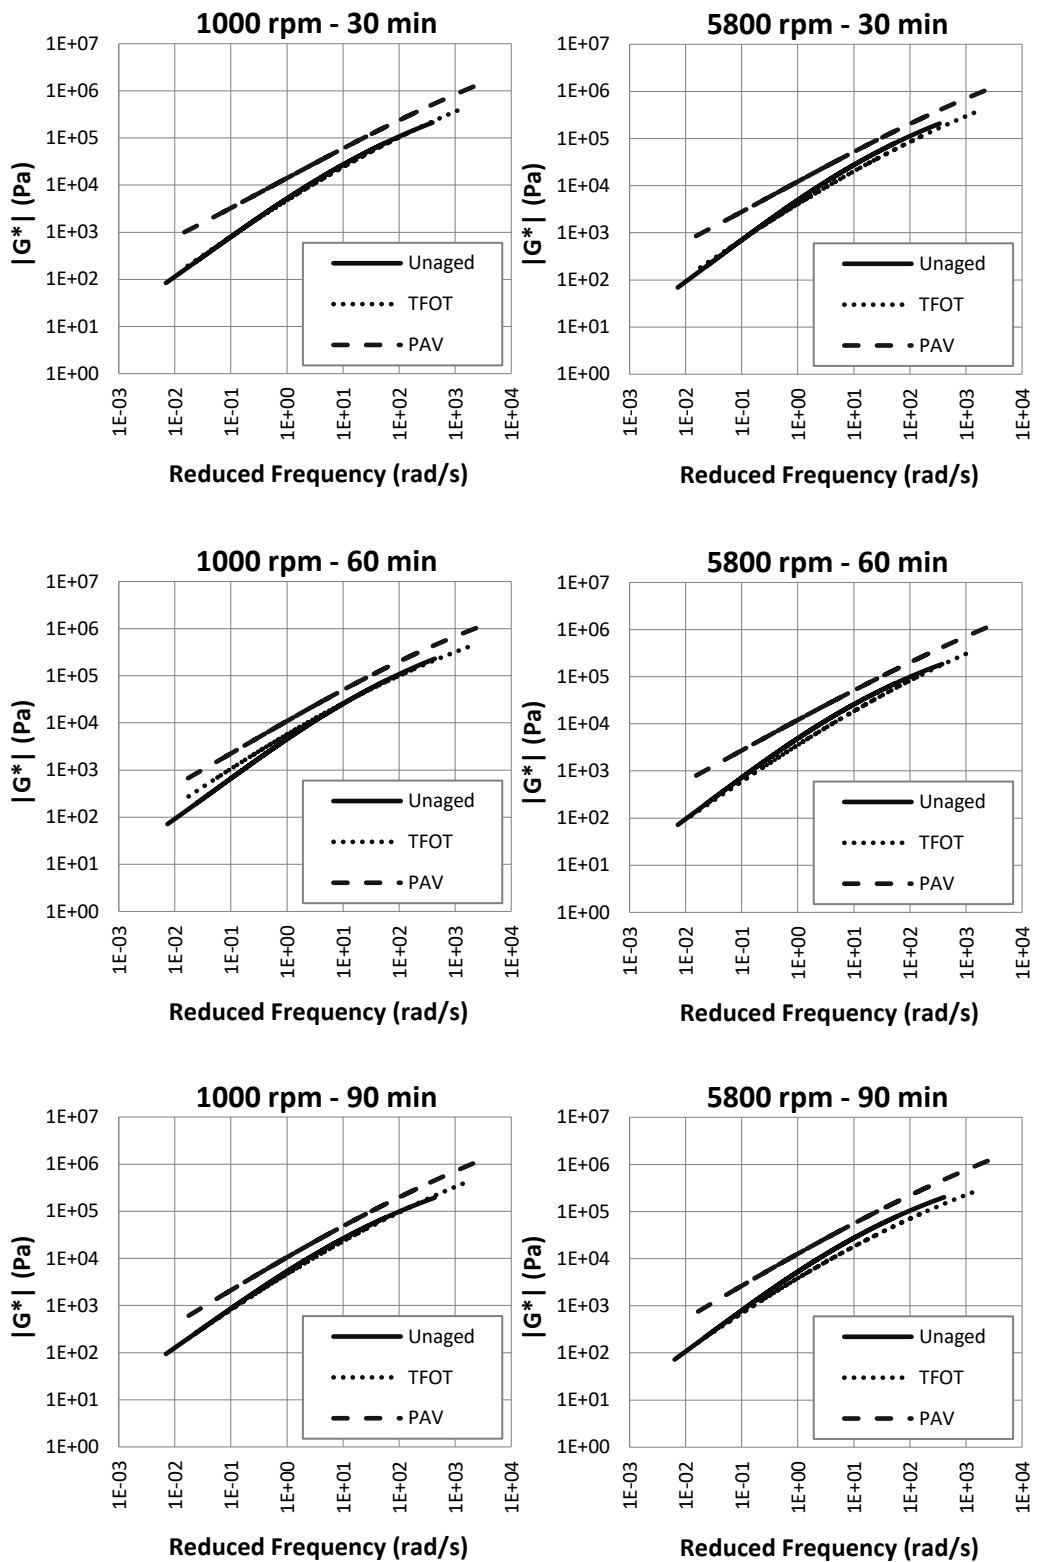 1000 rpm - 30 min
1E+07
1E+06
1E+05
1E+04
1E+03
1E+02
1E+01
1E+00
|G*| (Pa)
Unaged
TFOT
PAV
1E-03
1E-02
1E-01
1E+00
1E+01
1E+02
1E+03
1E+04
Reduced Frequency (rad/s)
5800 rpm - 30 min
1E+07
1E+06
1E+05
1E+04
1E+03
1E+02
1E+01
1E+00
|G*| (Pa)
Unaged
TFOT
PAV
1E-03
1E-02
1E-01
1E+00
1E+01
1E+02
1E+03
1E+04
Reduced Frequency (rad/s)
1000 rpm - 60 min
1E+07
1E+06
1E+05
1E+04
1E+03
1E+02
1E+01
1E+00
|G*| (Pa)
Unaged
TFOT
PAV
1E-03
1E-02
1E-01
1E+00
1E+01
1E+02
1E+03
1E+04
Reduced Frequency (rad/s)
5800 rpm - 60 min
1E+07
1E+06
1E+05
1E+04
1E+03
1E+02
1E+01
1E+00
|G*| (Pa)
Unaged
TFOT
PAV
1E-03
1E-02
1E-01
1E+00
1E+01
1E+02
1E+03
1E+04
Reduced Frequency (rad/s)
1000 rpm - 90 min
1E+07
1E+06
1E+05
1E+04
1E+03
1E+02
1E+01
1E+00
|G*| (Pa)
Unaged
TFOT
PAV
1E-03
1E-02
1E-01
1E+00
1E+01
1E+02
1E+03
1E+04
Reduced Frequency (rad/s)
5800 rpm - 90 min
1E+07
1E+06
1E+05
1E+04
1E+03
1E+02
1E+01
1E+00
|G*| (Pa)
Unaged
TFOT
PAV
1E-03
1E-02
1E-01
1E+00
1E+01
1E+02
1E+03
1E+04
Reduced Frequency (rad/s)